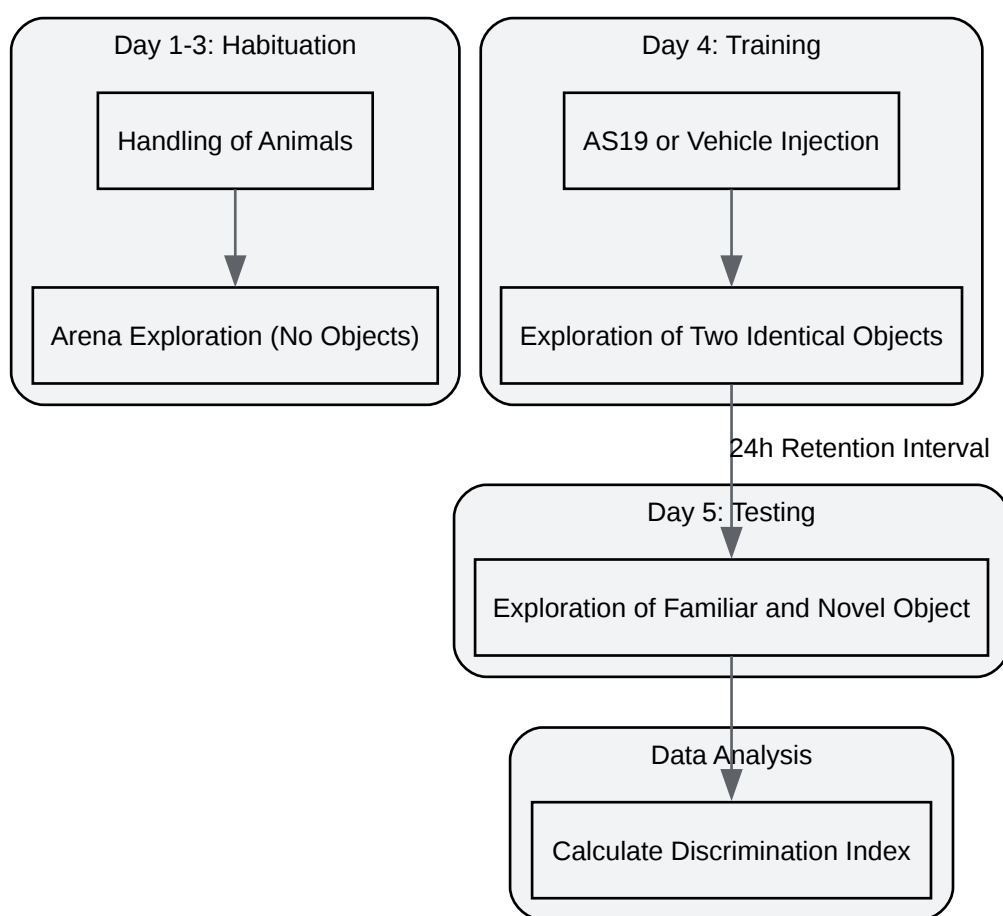 Day 1-3: Habituation
Handling of Animals
Arena Exploration (No Objects)
Day 4: Training
AS19 or Vehicle Injection
Exploration of Two Identical Objects
24h Retention Interval
Day 5: Testing
Exploration of Familiar and Novel Object
Data Analysis
Calculate Discrimination Index